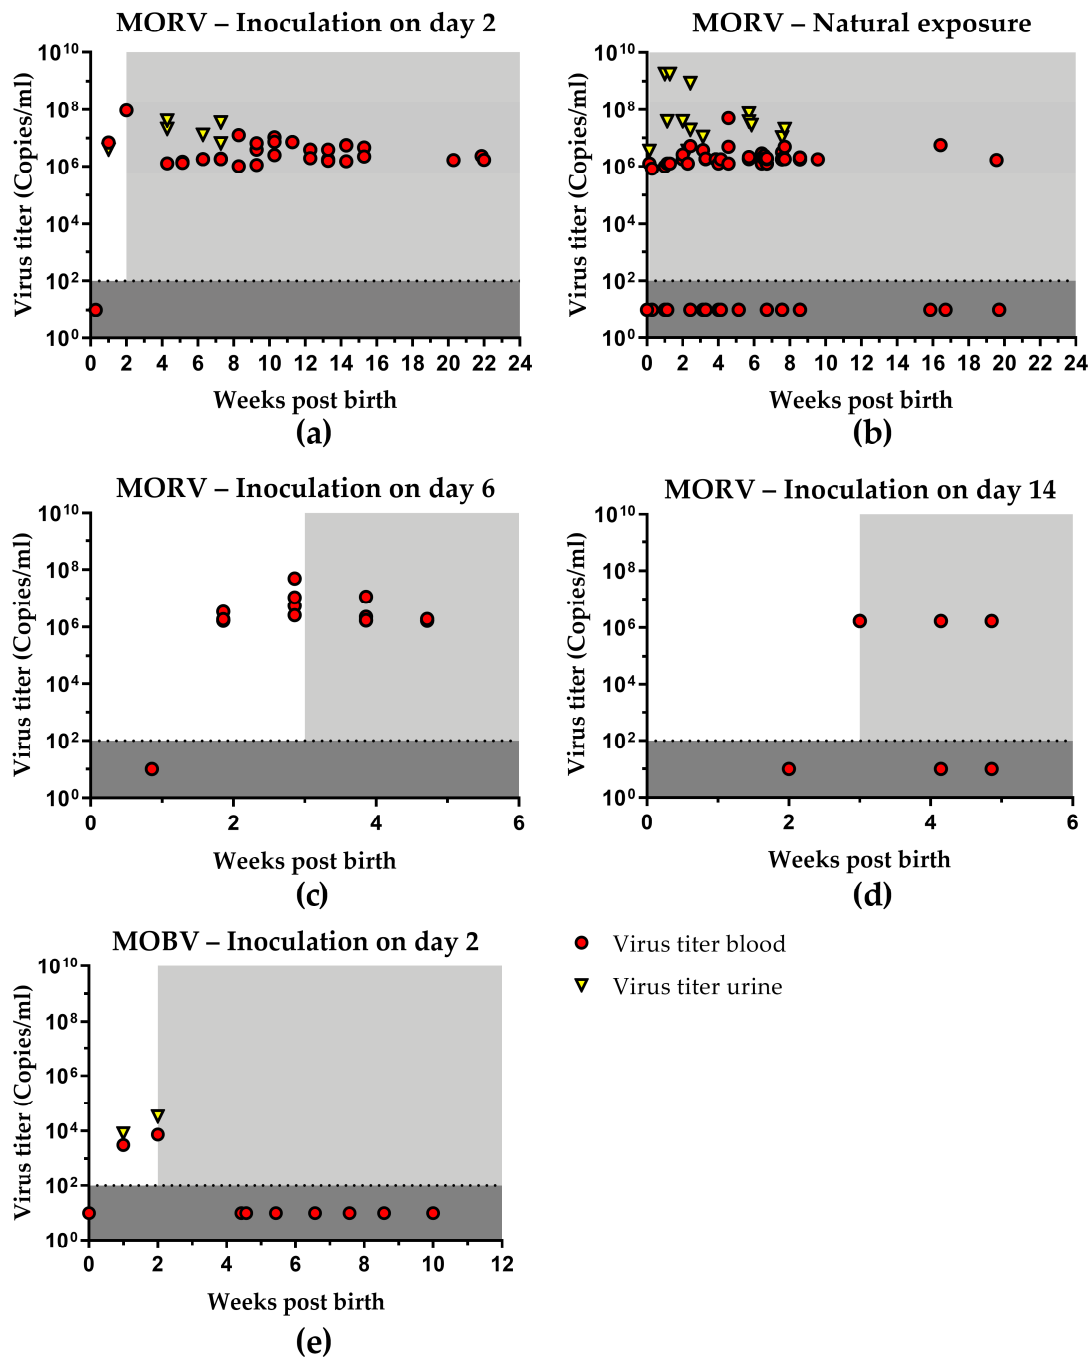 MORV – Inoculation on day 2
Virus titer (Copies/ml)
10^10
10^8
10^6
10^4
10^2
10^0
0 2 4 6 8 10 12 14 16 18 20 22 24
Weeks post birth
(a)
MORV – Natural exposure
Virus titer (Copies/ml)
10^10
10^8
10^6
10^4
10^2
10^0
0 2 4 6 8 10 12 14 16 18 20 22 24
Weeks post birth
(b)
MORV – Inoculation on day 6
Virus titer (Copies/ml)
10^10
10^8
10^6
10^4
10^2
10^0
0 2 4 6
Weeks post birth
(c)
MORV – Inoculation on day 14
Virus titer (Copies/ml)
10^10
10^8
10^6
10^4
10^2
10^0
0 2 4 6
Weeks post birth
(d)
MOBV – Inoculation on day 2
Virus titer (Copies/ml)
10^10
10^8
10^6
10^4
10^2
10^0
0 2 4 6 8 10 12
Weeks post birth
(e)
Virus titer blood
Virus titer urine